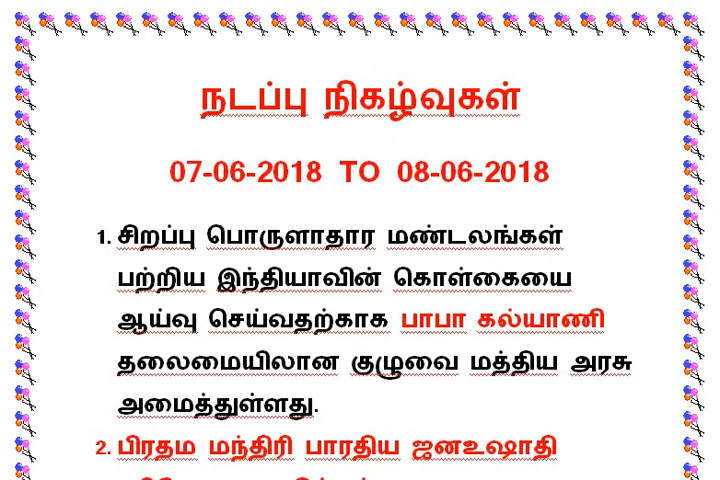 நடப்பு நிகழ்வுகள்
07-06-2018 TO 08-06-2018
1. சிறப்பு பொருளாதார மண்டலங்கள்
பற்றிய இந்தியாவின் கொள்கையை
ஆய்வு செய்வதற்காக பாபா கல்யாணி
தலைமையிலான குழுவை மத்திய அரசு
அமைத்துள்ளது.
2. பிரதம மந்திரி பாரதிய ஜனஉஷாதி